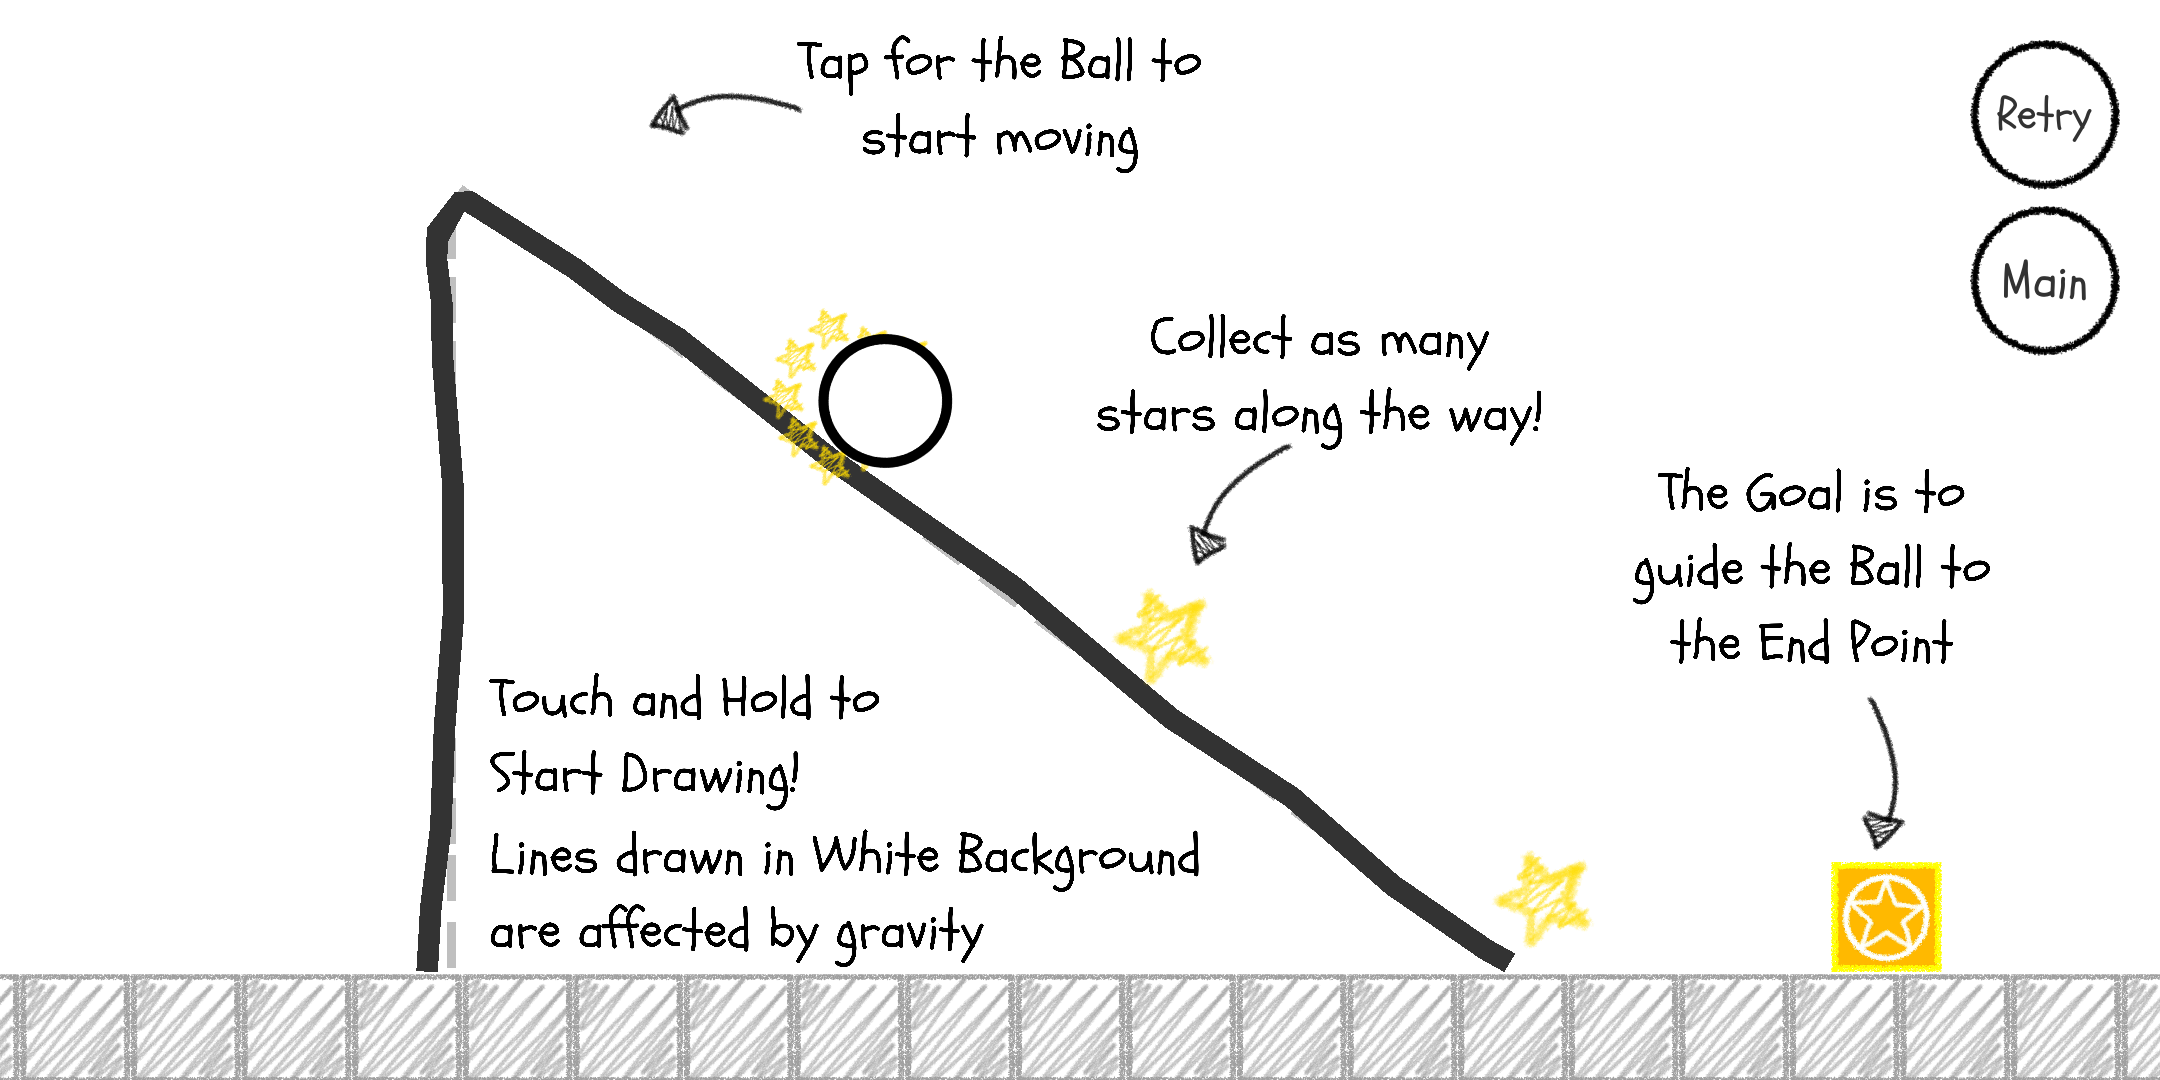 Tap for the Ball to
start moving
Retry
Main
Collect as many
stars along the way!
The Goal is to
guide the Ball to
the End Point
Touch and Hold to
Start Drawing!
Lines drawn in White Background
are affected by gravity